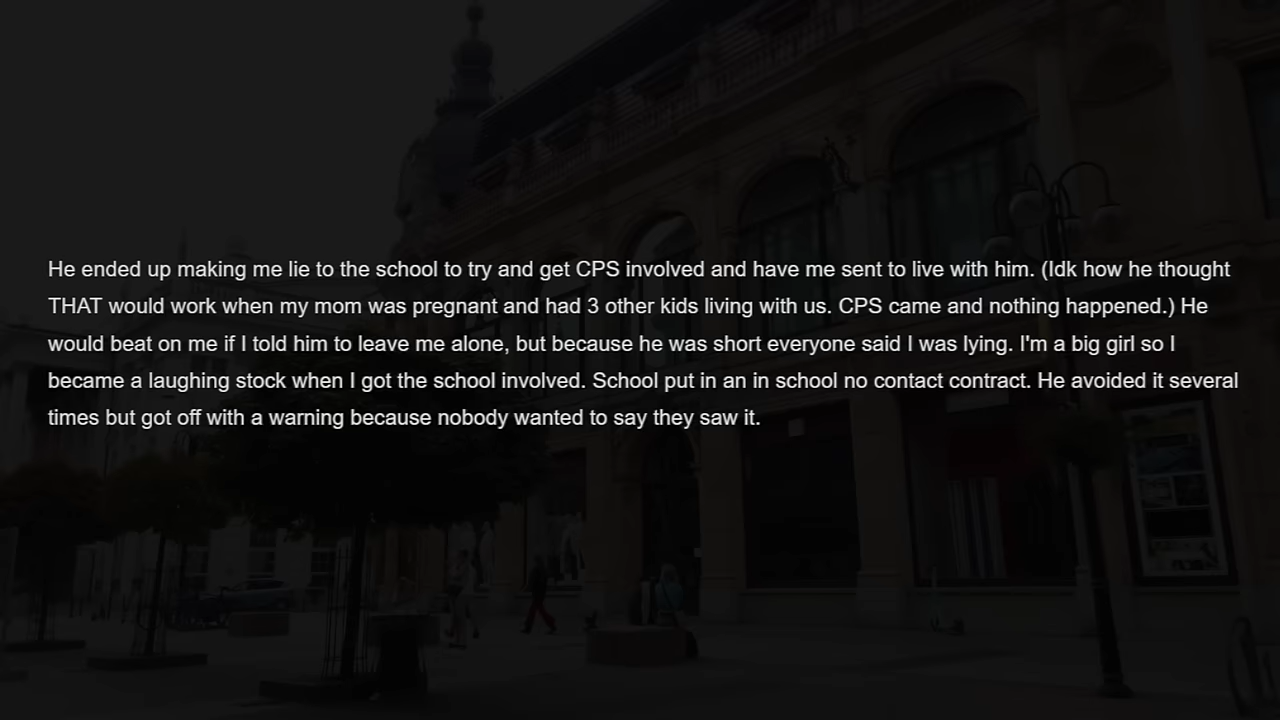 He ended up making me lie to the school to try and get CPS involved and have me sent to live with him. (Idk how he thought
THAT would work when my mom was pregnant and had 3 other kids living with us. CPS came and nothing happened.) He
would beat on me if I told him to leave me alone, but because he was short everyone said I was lying. I'm a big girl so I
became a laughing stock when I got the school involved. School put in an in school no contact contract. He avoided it several
times but got off with a warning because nobody wanted to say they saw it.